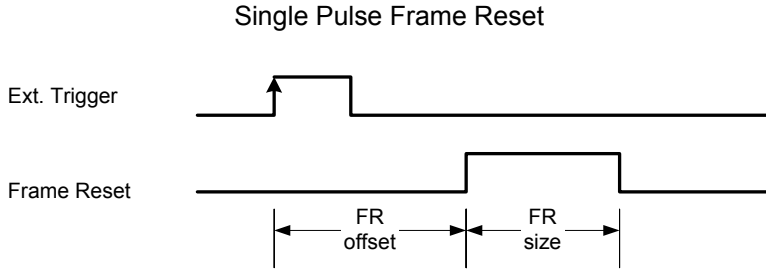 Single Pulse Frame Reset
Ext. Trigger
Frame Reset
FR
offset
FR
size